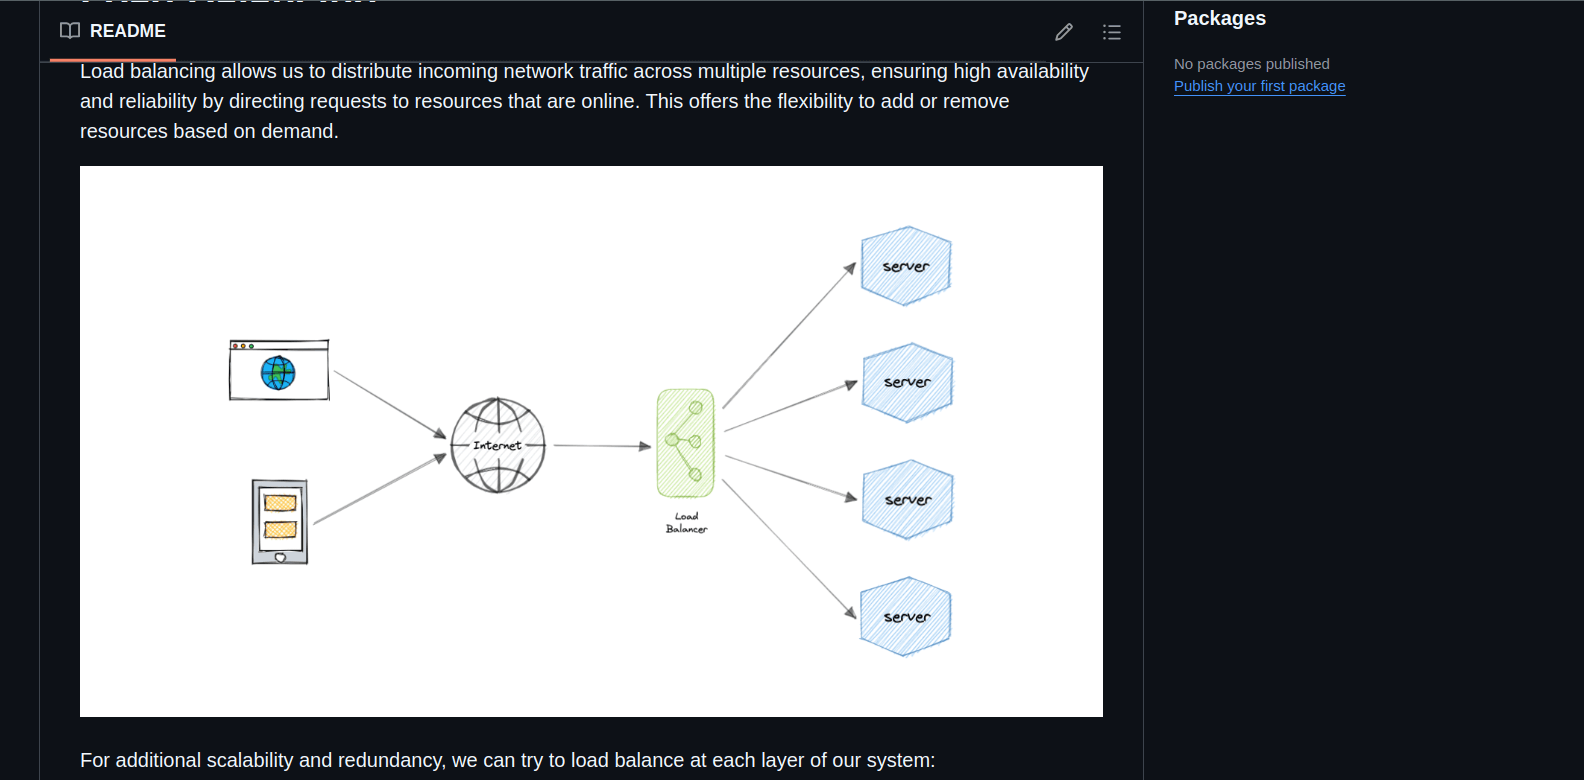 README
Packages
No packages published
Publish your first package
Load balancing allows us to distribute incoming network traffic across multiple resources, ensuring high availability
and reliability by directing requests to resources that are online. This offers the flexibility to add or remove
resources based on demand.
server
server
Internet
server
Load
Balancer
server
For additional scalability and redundancy, we can try to load balance at each layer of our system: